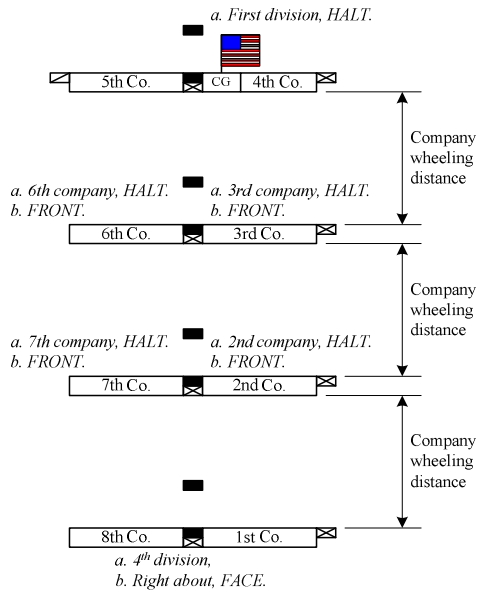 a. First division, HALT.
5th Co. CG 4th Co.
Company
wheeling
distance
a. 6th company, HALT.
b. FRONT.
a. 3rd company, HALT.
b. FRONT.
6th Co. 3rd Co.
Company
wheeling
distance
a. 7th company, HALT.
b. FRONT.
a. 2nd company, HALT.
b. FRONT.
7th Co. 2nd Co.
Company
wheeling
distance
8th Co. 1st Co.
a. 4th division,
b. Right about, FACE.